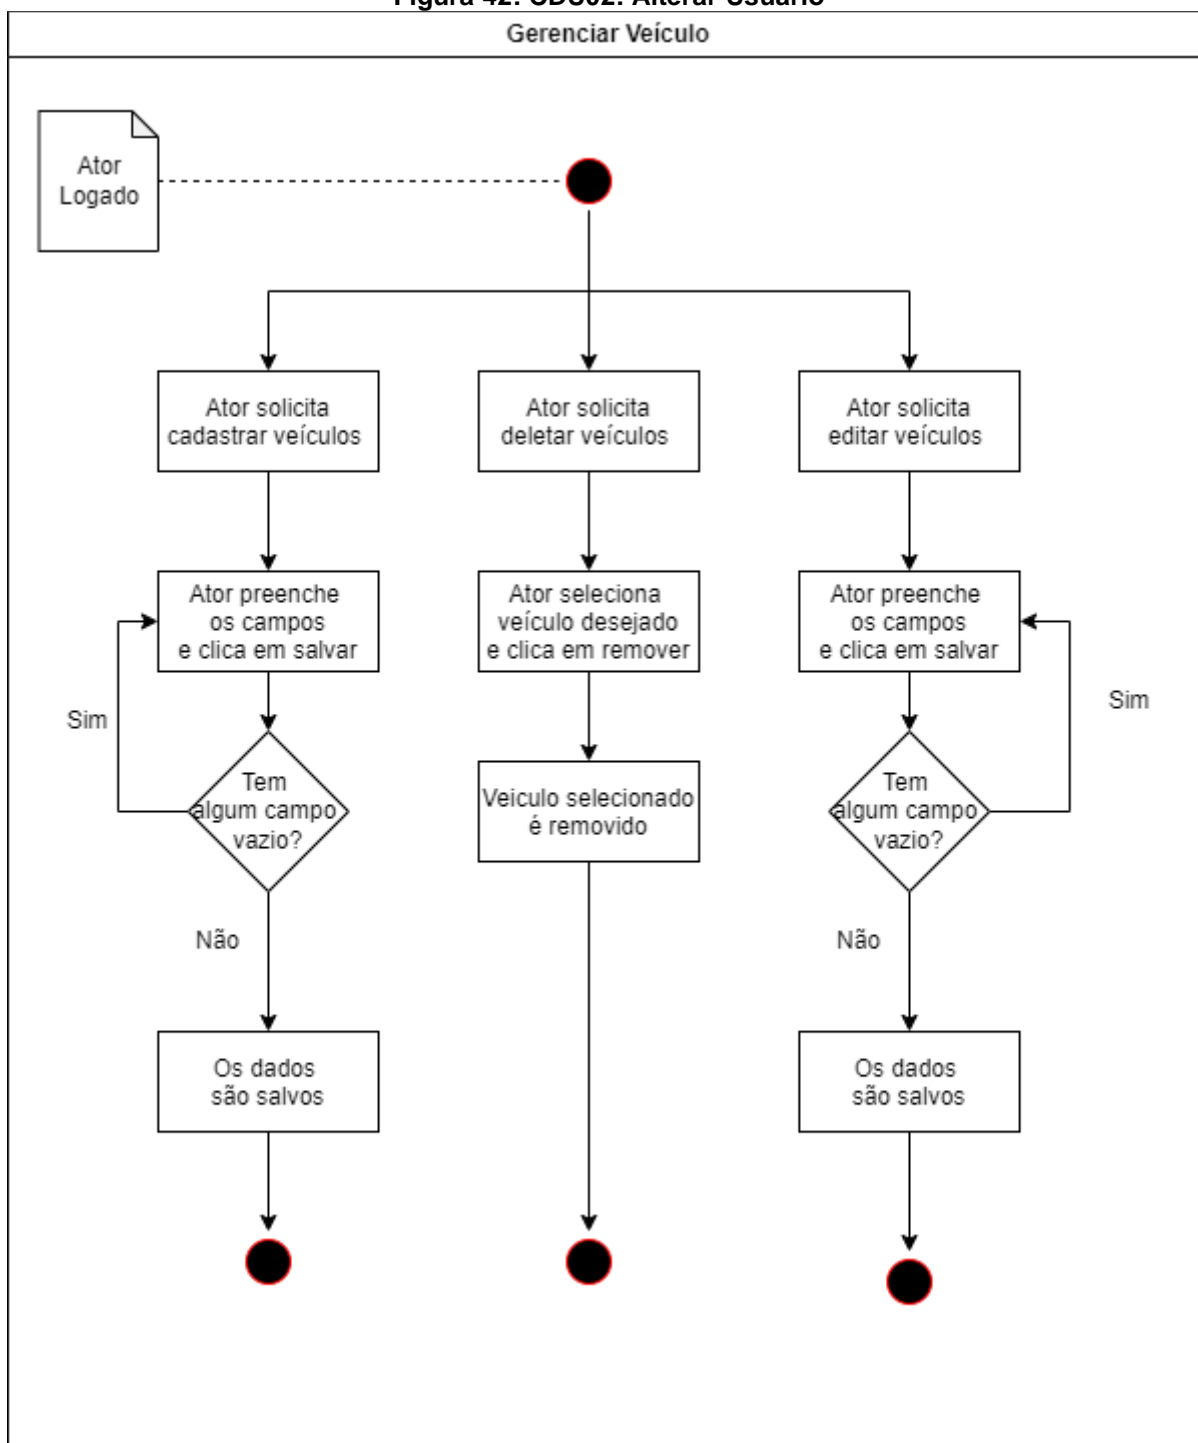 Figura 42: CDU02: Alterar Usuário
Gerenciar Veículo
Ator
Logado
Ator solicita
cadastrar veículos
Ator solicita
deletar veículos
Ator solicita
editar veículos
Ator preenche
os campos
e clica em salvar
Ator seleciona
veículo desejado
e clica em remover
Ator preenche
os campos
e clica em salvar
Sim
Sim
Tem
algum campo
vazio?
Veiculo selecionado
é removido
Tem
algum campo
vazio?
Não
Não
Os dados
são salvos
Os dados
são salvos